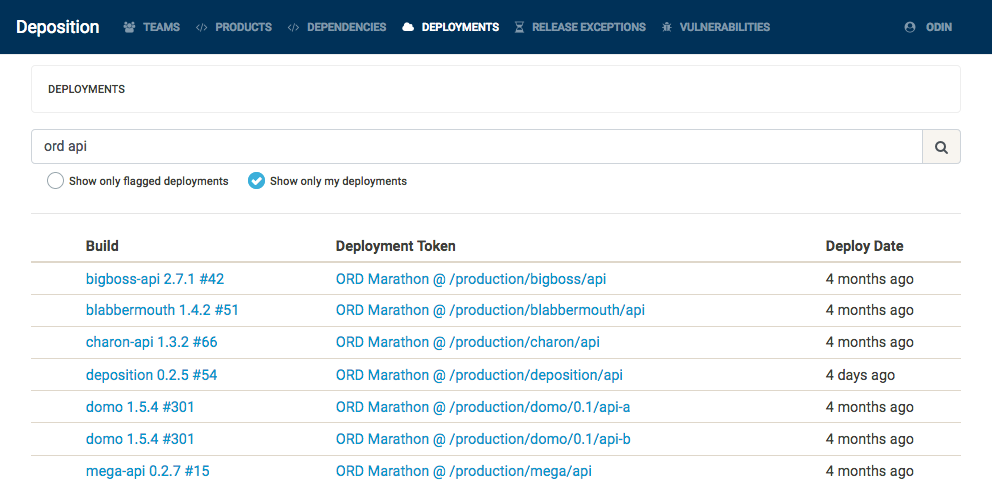 Deposition TEAMS PRODUCTS DEPENDENCIES DEPLOYMENTS RELEASE EXCEPTIONS VULNERABILITIES ODIN
DEPLOYMENTS
ord api
Show only flagged deployments Show only my deployments
Build Deployment Token Deploy Date
bigboss-api 2.7.1 #42 ORD Marathon @ /production/bigboss/api 4 months ago
blabbermouth 1.4.2 #51 ORD Marathon @ /production/blabbermouth/api 4 months ago
charon-api 1.3.2 #66 ORD Marathon @ /production/charon/api 4 months ago
deposition 0.2.5 #54 ORD Marathon @ /production/deposition/api 4 days ago
domo 1.5.4 #301 ORD Marathon @ /production/domo/0.1/api-a 4 months ago
domo 1.5.4 #301 ORD Marathon @ /production/domo/0.1/api-b 4 months ago
mega-api 0.2.7 #15 ORD Marathon @ /production/mega/api 4 months ago